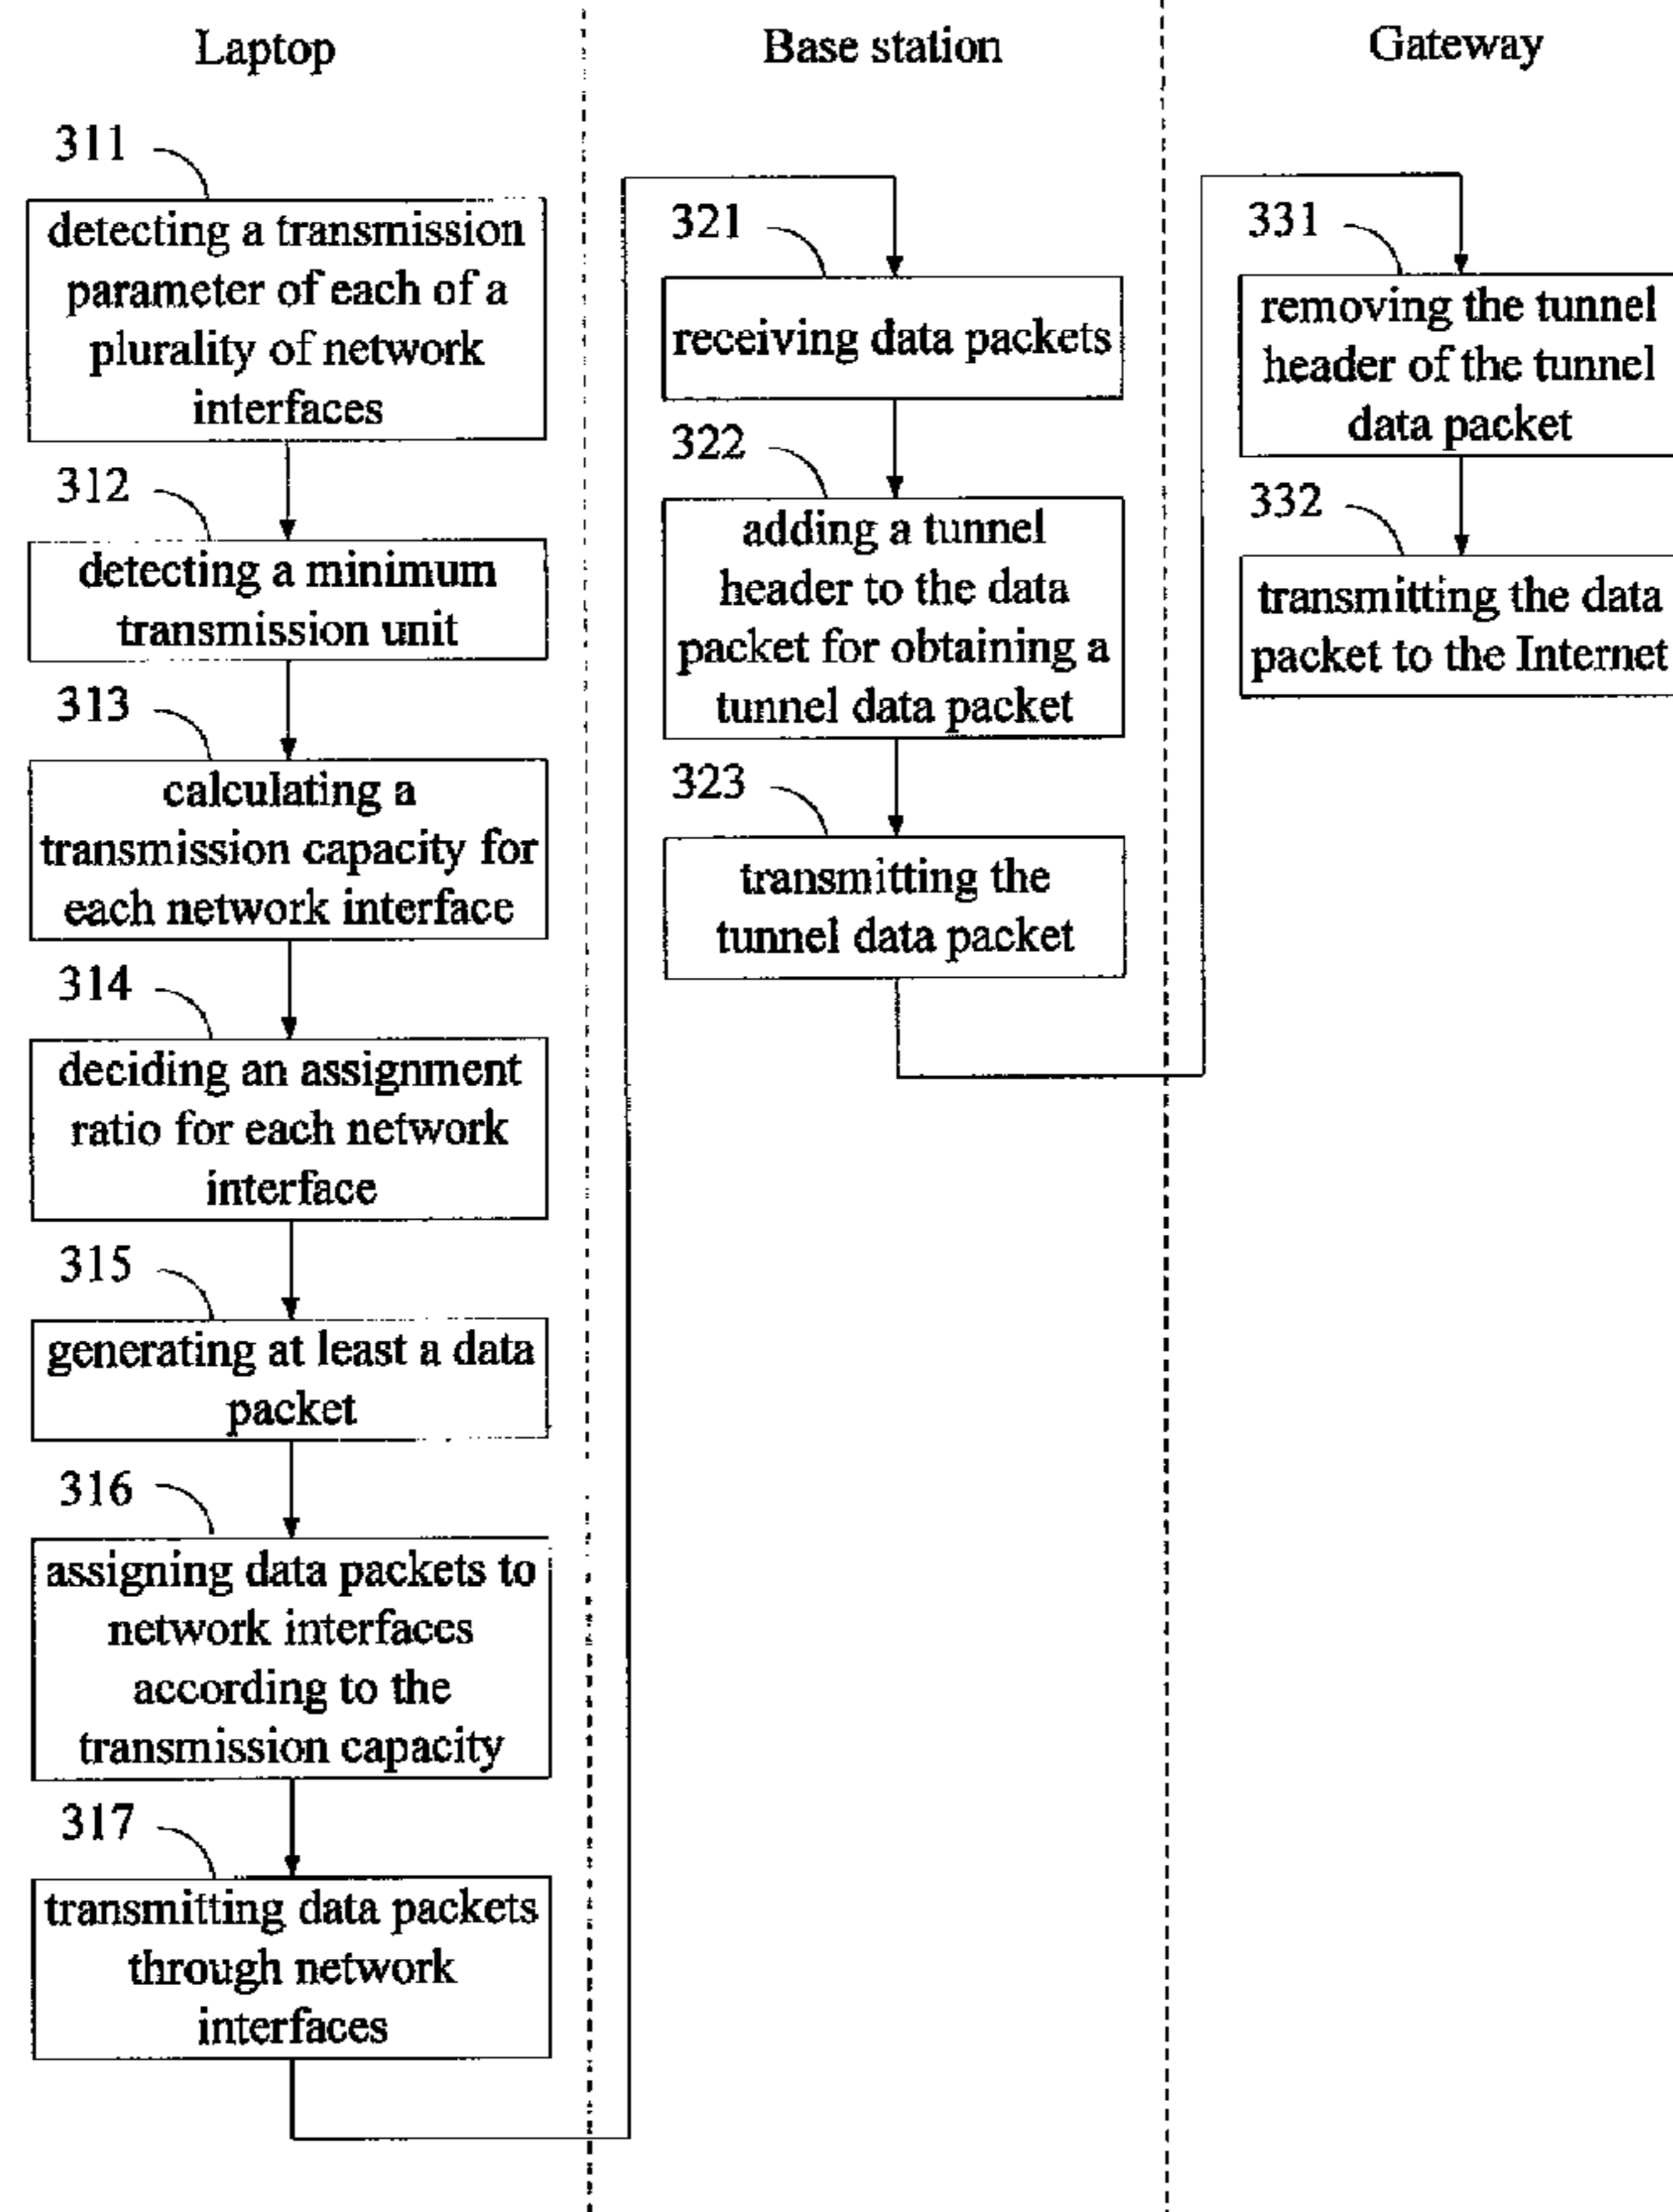 Laptop
311
detecting a transmission
parameter of each of a
plurality of network
interfaces
312
detecting a minimum
transmission unit
313
calculating a
transmission capacity for
each network interface
314
deciding an assignment
ratio for each network
interface
315
generating at least a data
packet
316
assigning data packets to
network interfaces
according to the
transmission capacity
317
transmitting data packets
through network
interfaces
Base station
321
receiving data packets
322
adding a tunnel
header to the data
packet for obtaining a
tunnel data packet
323
transmitting the
tunnel data packet
Gateway
331
removing the tunnel
header of the tunnel
data packet
332
transmitting the data
packet to the Internet